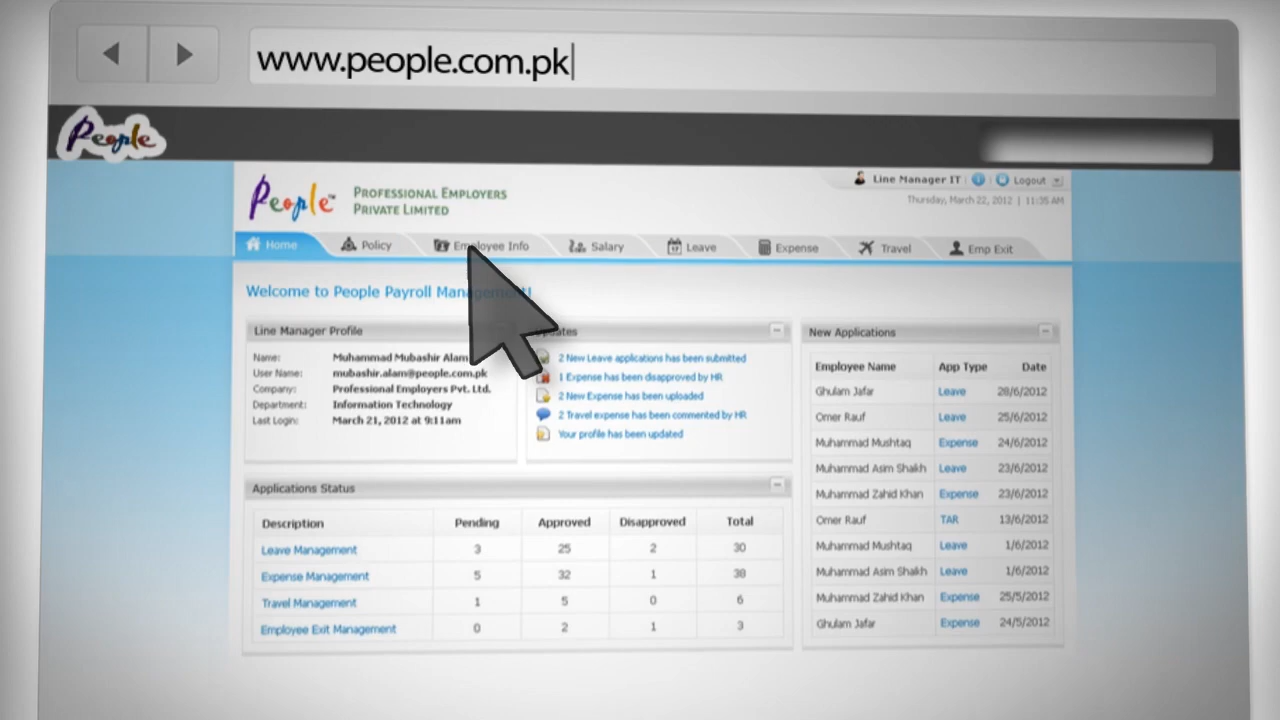 www.people.com.pk
People
People™ PROFESSIONAL EMPLOYERS
PRIVATE LIMITED
Line Manager IT Logout
Thursday, March 22, 2012 | 11:35 AM
Home Policy Employee Info Salary Leave Expense Travel Emp Exit
Welcome to People Payroll Management!
Line Manager Profile
Name: Muhammad Mubashir Alam
User Name: mubashir.alam@people.com.pk
Company: Professional Employers Pvt. Ltd.
Department: Information Technology
Last Login: March 21, 2012 at 9:11am
Updates
2 New Leave applications has been submitted
1 Expense has been disapproved by HR
2 New Expense has been uploaded
2 Travel expense has been commented by HR
Your profile has been updated
Applications Status
Description Pending Approved Disapproved Total
Leave Management 3 25 2 30
Expense Management 5 32 1 38
Travel Management 1 5 0 6
Employee Exit Management 0 2 1 3
New Applications
Employee Name App Type Date
Ghulam Jafar Leave 28/6/2012
Omer Rauf Leave 25/6/2012
Muhammad Mushtaq Expense 24/6/2012
Muhammad Asim Shakh Leave 23/6/2012
Muhammad Zahid Khan Expense 23/6/2012
Omer Rauf TAR 13/6/2012
Muhammad Mushtaq Leave 1/6/2012
Muhammad Asim Shakh Leave 1/6/2012
Muhammad Zahid Khan Expense 25/5/2012
Ghulam Jafar Expense 24/5/2012